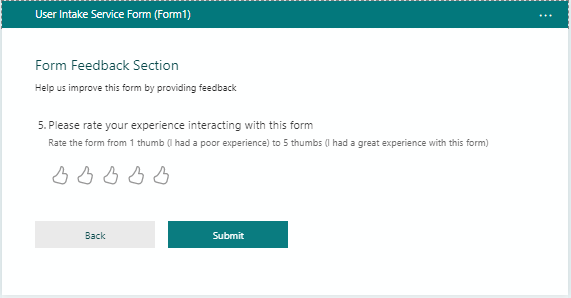 User Intake Service Form (Form1)
...
Form Feedback Section
Help us improve this form by providing feedback
5. Please rate your experience interacting with this form
Rate the form from 1 thumb (I had a poor experience) to 5 thumbs (I had a great experience with this form)
Back Submit